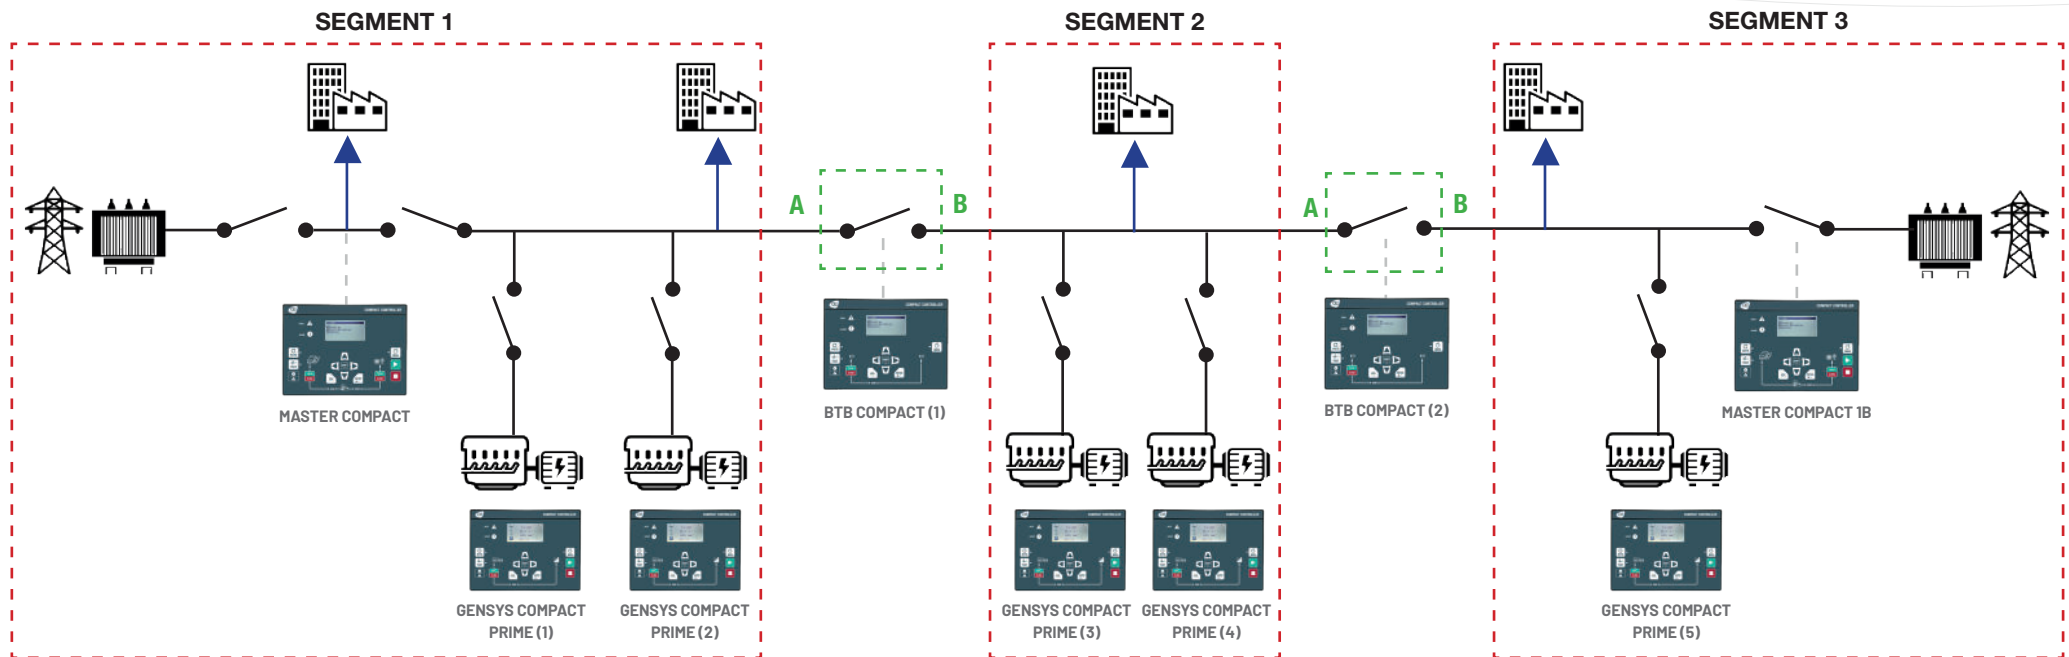 SEGMENT 1
SEGMENT 2
SEGMENT 3
A
B
A
B
MASTER COMPACT
BTB COMPACT (1)
BTB COMPACT (2)
MASTER COMPACT 1B
GENSYS COMPACT
PRIME (1)
GENSYS COMPACT
PRIME (2)
GENSYS COMPACT
PRIME (3)
GENSYS COMPACT
PRIME (4)
GENSYS COMPACT
PRIME (5)